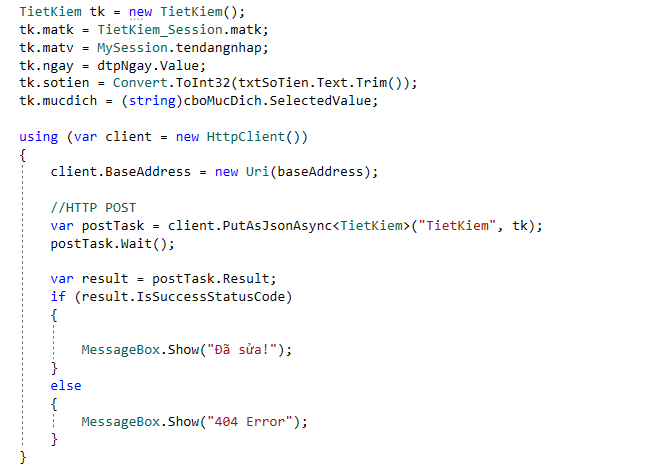 TietKiem tk = new TietKiem();
tk.matk = TietKiem_Session.matk;
tk.matv = MySession.tendangnhap;
tk.ngay = dtpNgay.Value;
tk.sotien = Convert.ToInt32(txtSoTien.Text.Trim());
tk.mucdich = (string)cboMucDich.SelectedValue;
using (var client = new HttpClient())
{
client.BaseAddress = new Uri(baseAddress);
//HTTP POST
var postTask = client.PutAsJsonAsync<TietKiem>("TietKiem", tk);
postTask.Wait();
var result = postTask.Result;
if (result.IsSuccessStatusCode)
{
MessageBox.Show("Đã sửa!");
}
else
{
MessageBox.Show("404 Error");
}
}